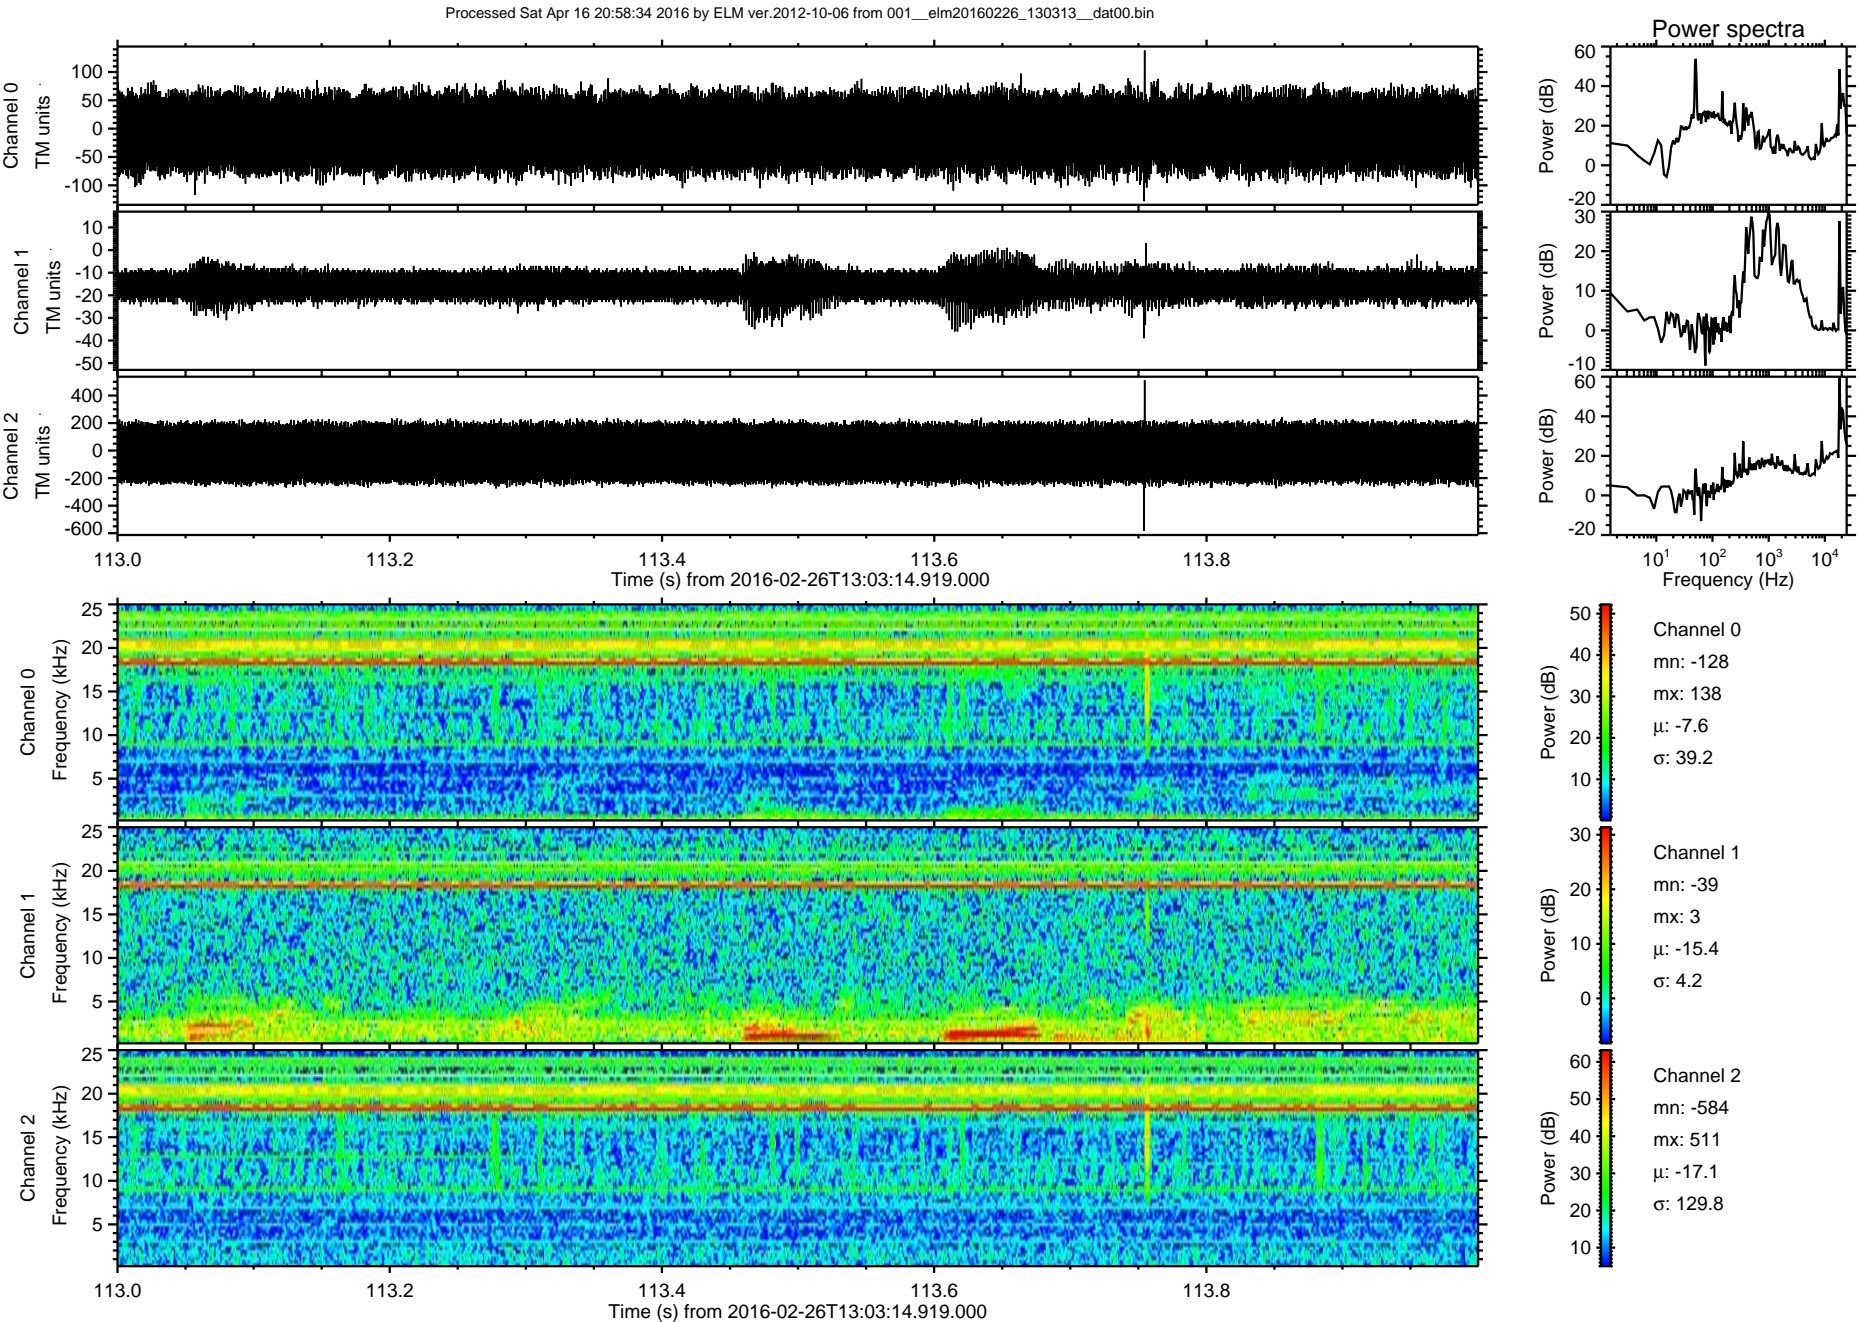 Processed Sat Apr 16 20:58:34 2016 by ELM ver.2012-10-06 from 001__elm20160226_130313__dat00.bin
Power spectra
Channel 0
TM units
100
50
0
-50
-100
Power (dB)
60
40
20
0
-20
Channel 1
TM units
10
0
-10
-20
-30
-40
-50
Power (dB)
30
20
10
0
-10
Channel 2
TM units
400
200
0
-200
-400
-600
Power (dB)
60
40
20
0
-20
113.0 113.2 113.4 113.6 113.8
Time (s) from 2016-02-26T13:03:14.919.000
10^1 10^2 10^3 10^4
Frequency (Hz)
Channel 0
Frequency (kHz)
25
20
15
10
5
Power (dB)
50
40
30
20
10
Channel 0
mn: -128
mx: 138
μ: -7.6
σ: 39.2
Channel 1
Frequency (kHz)
25
20
15
10
5
Power (dB)
30
20
10
0
Channel 1
mn: -39
mx: 3
μ: -15.4
σ: 4.2
Channel 2
Frequency (kHz)
25
20
15
10
5
Power (dB)
60
50
40
30
20
10
Channel 2
mn: -584
mx: 511
μ: -17.1
σ: 129.8
113.0 113.2 113.4 113.6 113.8
Time (s) from 2016-02-26T13:03:14.919.000